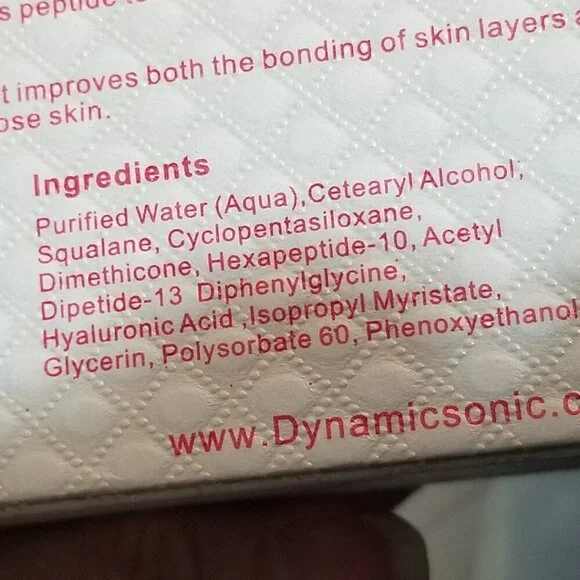 s peptide
t improves both the bonding of skin layers
ose skin.
Ingredients
Purified Water (Aqua),Cetearyl Alcohol;
Squalane, Cyclopentasiloxane,
Dimethicone, Hexapeptide-10, Acetyl
Dipetide-13 Diphenylglycine,
Hyaluronic Acid ,Isopropyl Myristate,
Glycerin, Polysorbate 60, Phenoxyethanol
www.Dynamicsonic.c